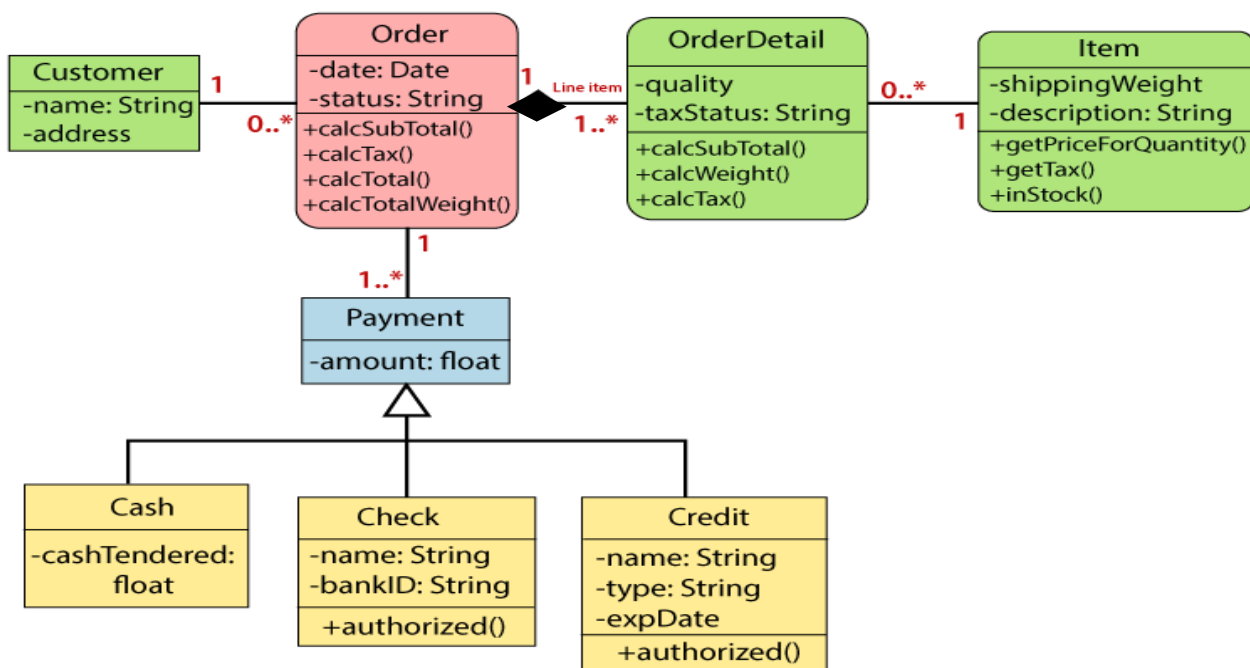 Customer
-name: String
-address
1
0..*
Order
-date: Date
-status: String
+calcSubTotal()
+calcTax()
+calcTotal()
+calcTotalWeight()
1
Line item
1..*
OrderDetail
-quality
-taxStatus: String
+calcSubTotal()
+calcWeight()
+calcTax()
0..*
1
Item
-shippingWeight
-description: String
+getPriceForQuantity()
+getTax()
+inStock()
1
1..*
Payment
-amount: float
Cash
-cashTendered:
float
Check
-name: String
-bankID: String
+authorized()
Credit
-name: String
-type: String
-expDate
+authorized()